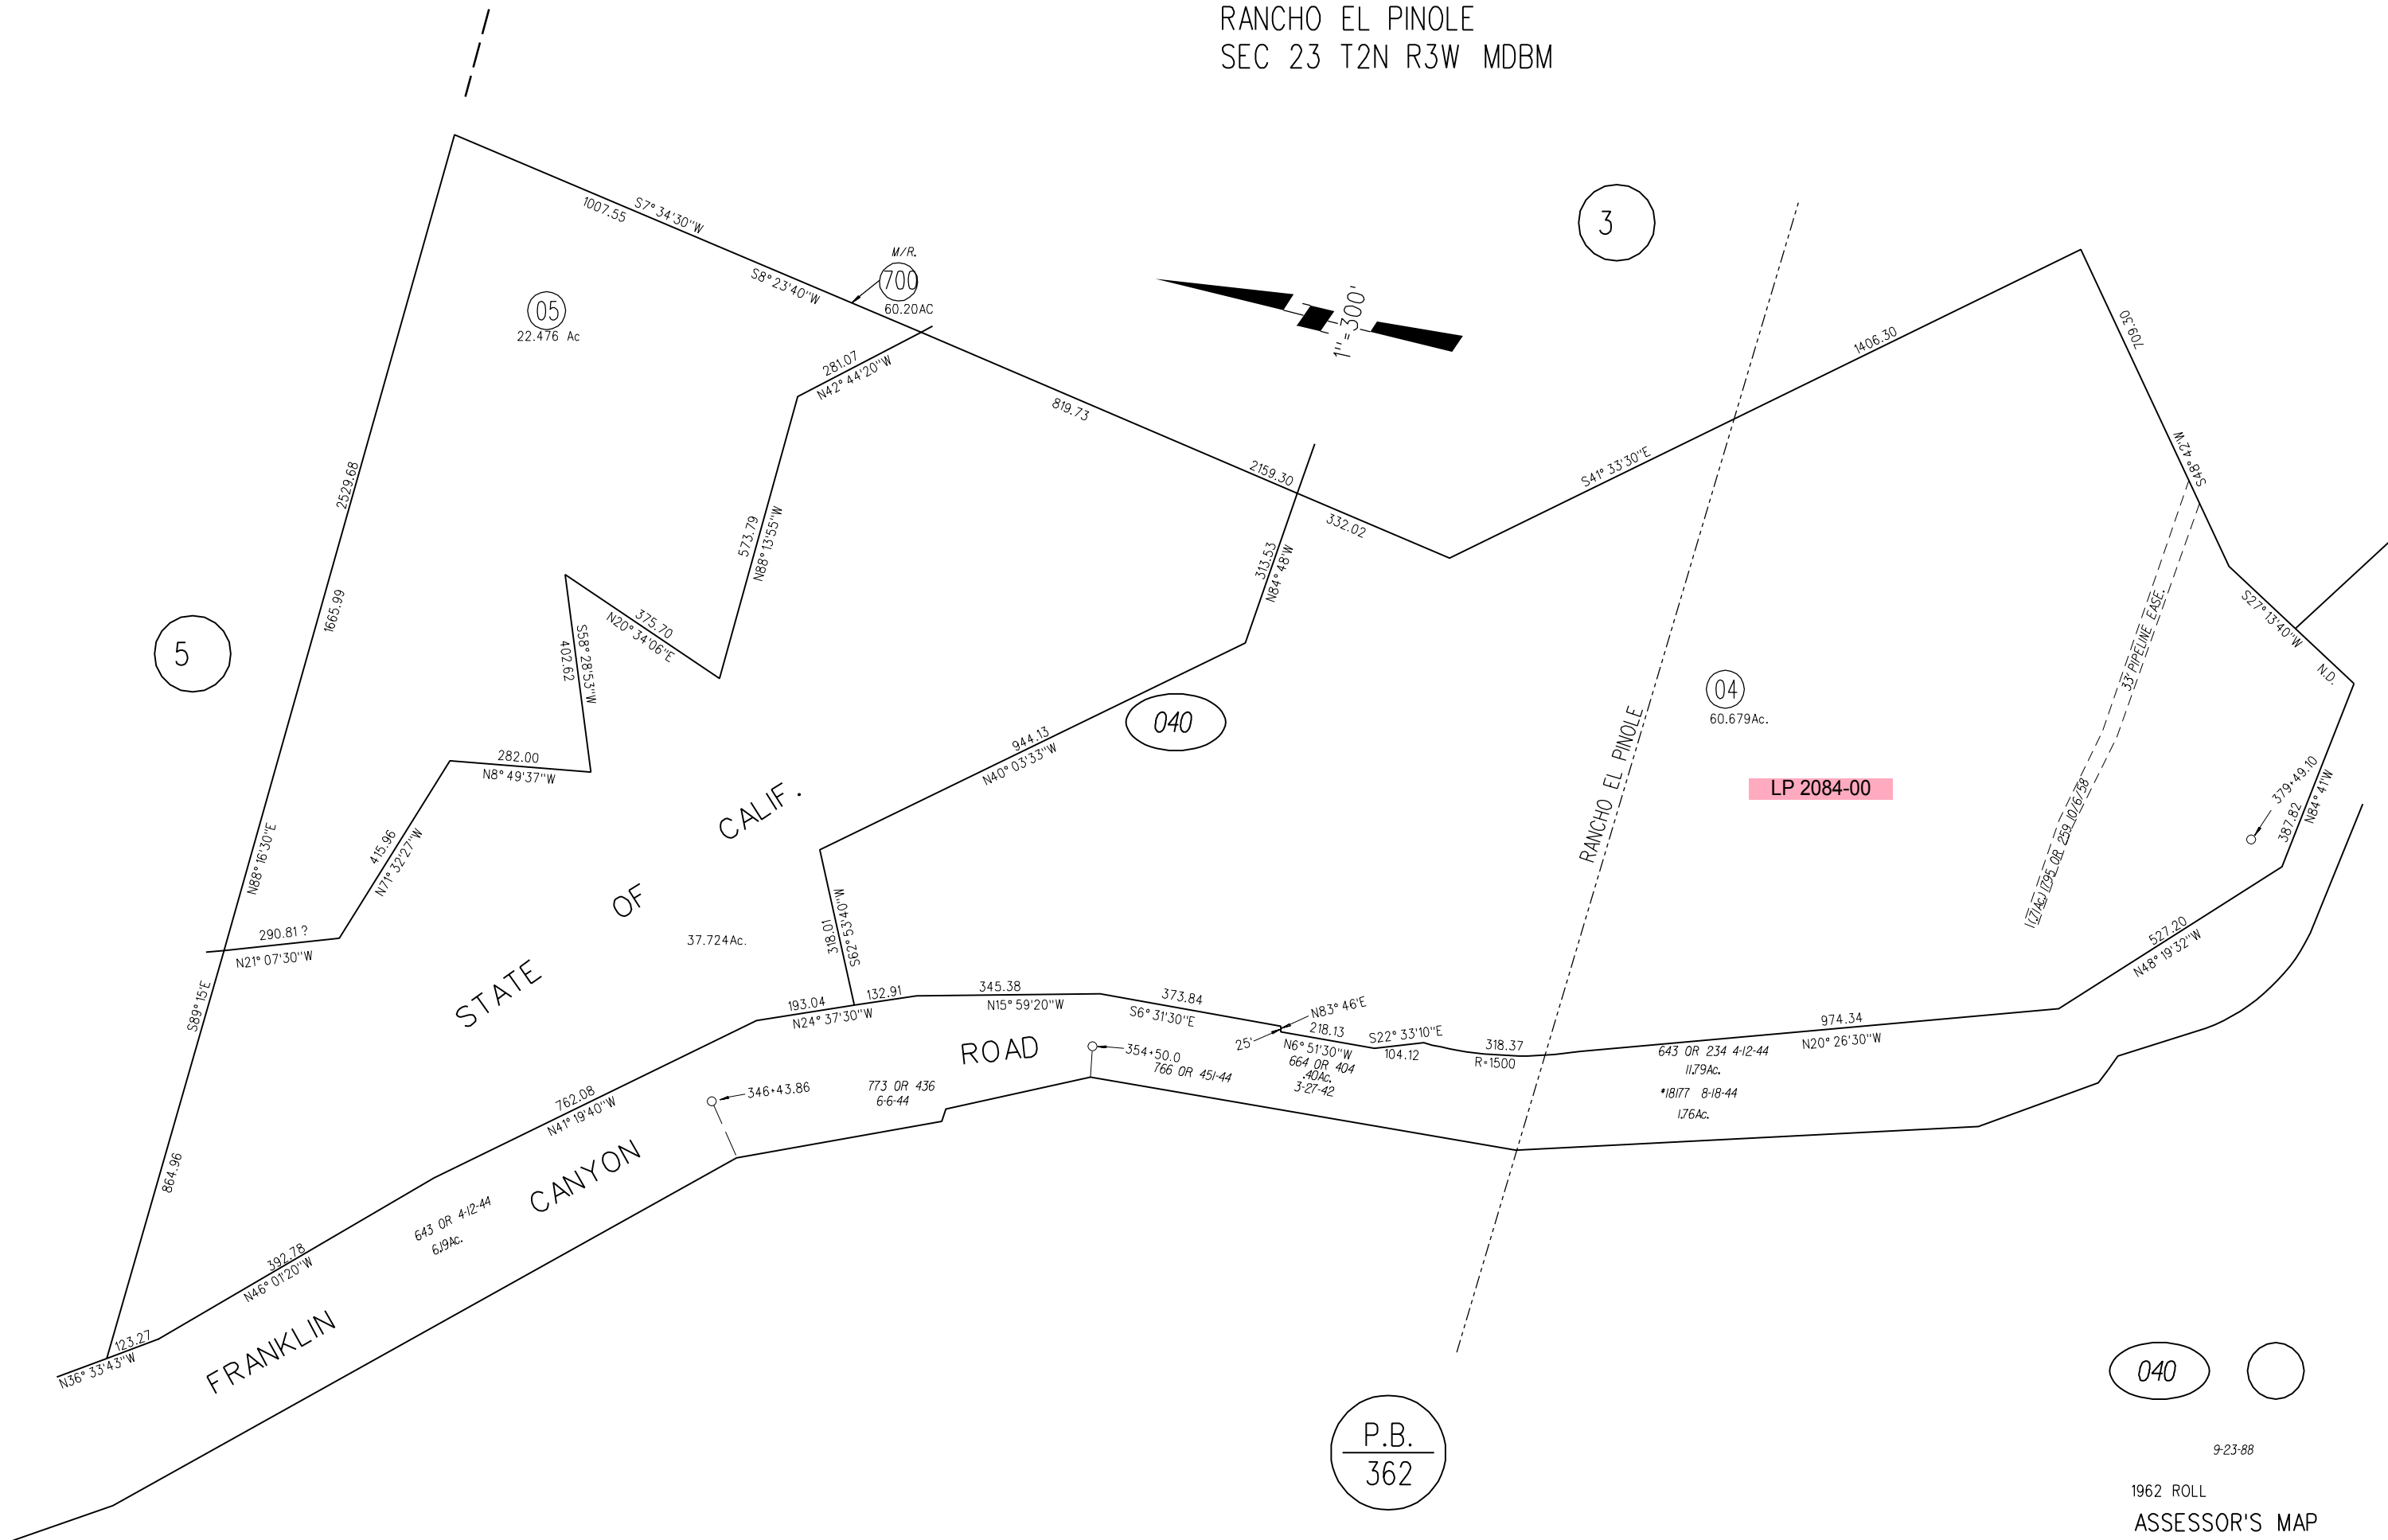 RANCHO EL PINOLE
SEC 23 T2N R3W MDBM
1007.55
S7° 34'30"W
S8° 23'40"W
M/R.
700
60.20AC
05
22.476 Ac
3
1"=300'
281.07
N42° 44'20"W
819.73
2159.30
332.02
1406.30
S41° 33'30"E
709.30
S48° 42'W
2529.68
1665.99
573.79
N88° 13'55"W
313.53
N84° 48'W
375.70
N20° 34'06"E
S58° 28'53"W
402.62
5
33' PIPELINE EASE.
S27° 13'40"W
N.D.
04
60.679Ac.
040
944.13
N40° 03'33"W
RANCHO EL PINOLE
LP 2084-00
282.00
N8° 49'37"W
415.96
N71° 32'27"W
N88° 16'30"E
379+49.10
387.82
N84° 41'W
1(.71Ac.) 1795 OR 259 10/6/58
STATE OF CALIF.
37.724Ac.
318.01
S62° 53'40"W
290.81 ?
N21° 07'30"W
S89° 15'E
527.20
N48° 19'32"W
193.04
132.91
N24° 37'30"W
345.38
N15° 59'20"W
373.84
S6° 31'30"E
N83° 46'E
25'
218.13
N6° 51'30"W
S22° 33'10"E
104.12
318.37
R=1500
974.34
N20° 26'30"W
664 OR 404
.40Ac.
3-27-42
643 OR 234 4-12-44
11.79Ac.
#18177 8-18-44
1.76Ac.
354+50.0
766 OR 451-44
346+43.86
773 OR 436
6-6-44
762.08
N41° 19'40"W
864.96
392.78
N46° 01'20"W
643 OR 4-12-44
6.19Ac.
123.27
N36° 33'43"W
FRANKLIN CANYON ROAD
P.B.
362
040
9-23-88
1962 ROLL
ASSESSOR'S MAP